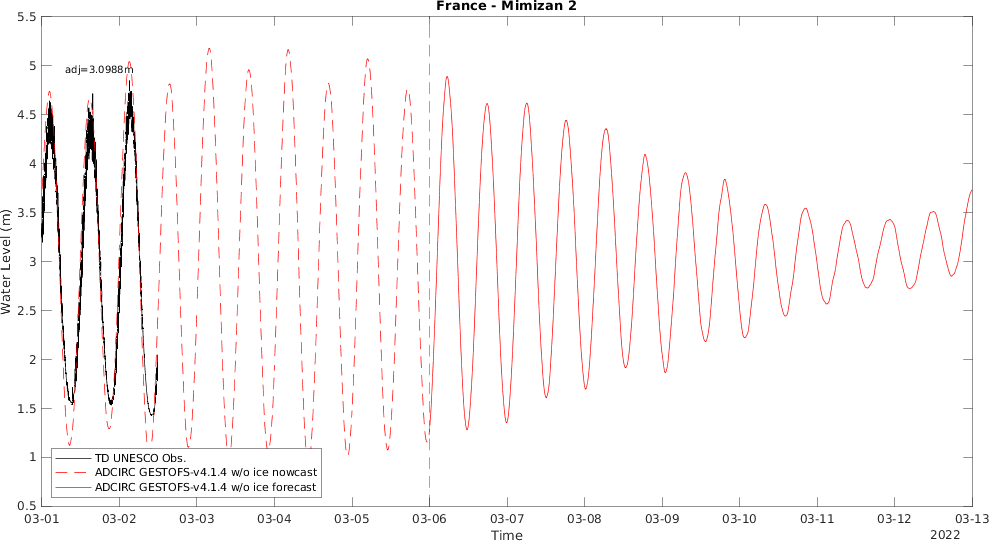 France - Mimizan 2
5.5
5
4.5
4
3.5
3
2.5
2
1.5
1
0.5
Water Level (m)
adj=3.0988m
TD UNESCO Obs.
ADCIRC GESTOFS-v4.1.4 w/o ice nowcast
ADCIRC GESTOFS-v4.1.4 w/o ice forecast
03-01 03-02 03-03 03-04 03-05 03-06 03-07 03-08 03-09 03-10 03-11 03-12 03-13
Time
2022